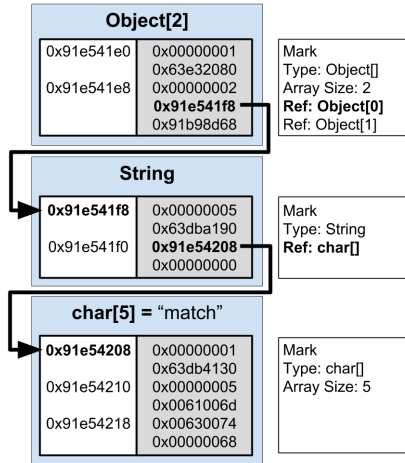 Object[2]
0x91e541e0 0x00000001 Mark
0x63e32080 Type: Object[]
0x91e541e8 0x00000002 Array Size: 2
0x91e541f8 Ref: Object[0]
0x91b98d68 Ref: Object[1]
String
0x91e541f8 0x00000005 Mark
0x63dba190 Type: String
0x91e541f0 0x91e54208 Ref: char[]
0x00000000
char[5] = “match”
0x91e54208 0x00000001 Mark
0x63db4130 Type: char[]
0x91e54210 0x00000005 Array Size: 5
0x0061006d
0x91e54218 0x00630074
0x00000068